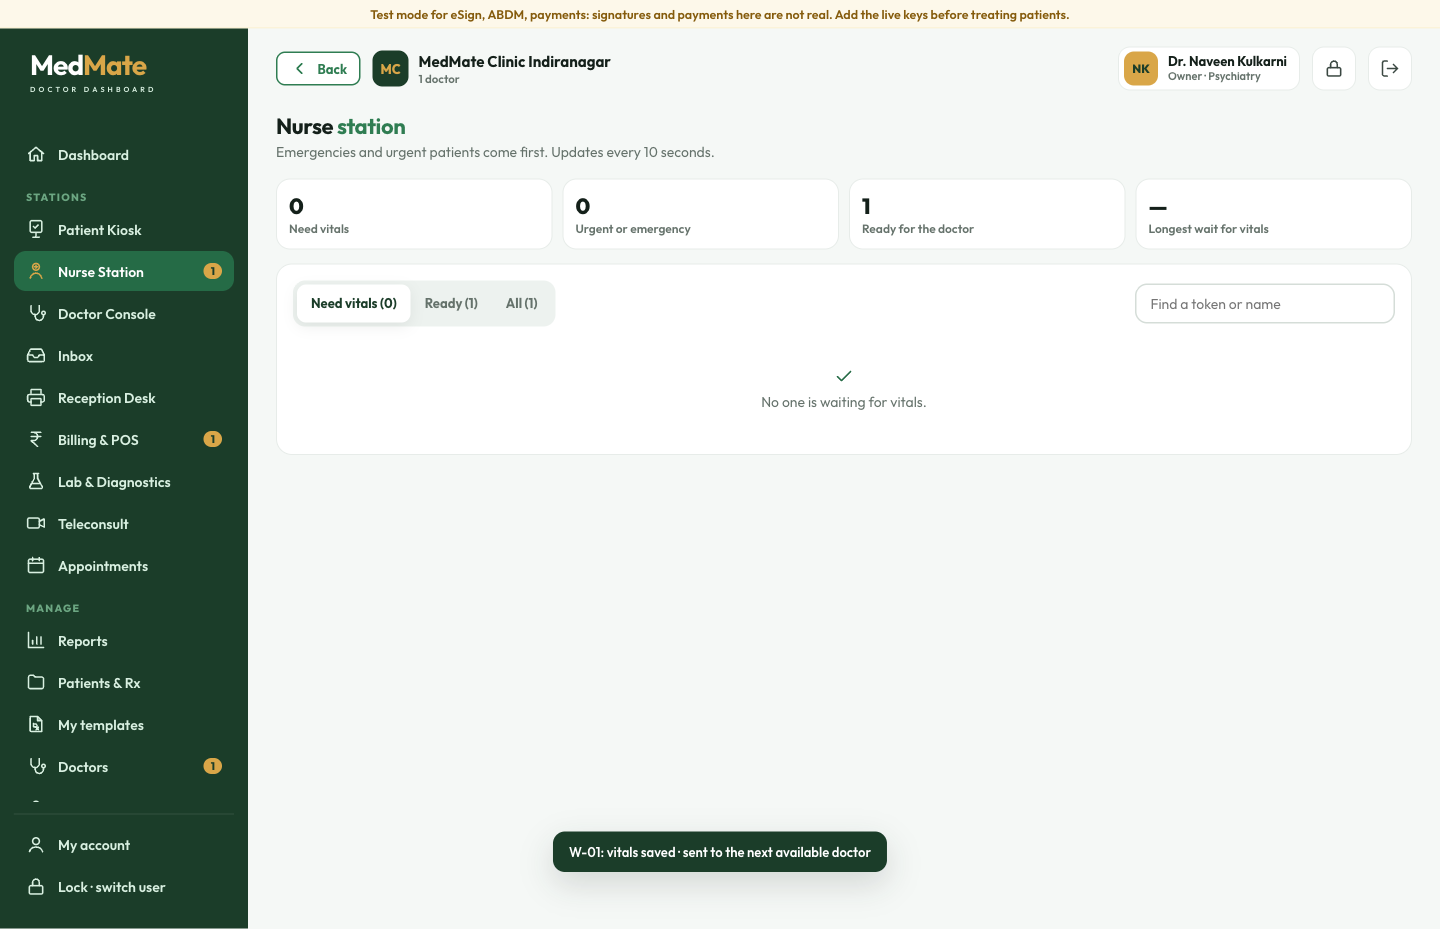 Test mode for eSign, ABDM, payments: signatures and payments here are not real. Add the live keys before treating patients.
MedMate
DOCTOR DASHBOARD
Dashboard
STATIONS
Patient Kiosk
Nurse Station 1
Doctor Console
Inbox
Reception Desk
Billing & POS 1
Lab & Diagnostics
Teleconsult
Appointments
MANAGE
Reports
Patients & Rx
My templates
Doctors 1
My account
Lock · switch user
Back
MC
MedMate Clinic Indiranagar
1 doctor
NK
Dr. Naveen Kulkarni
Owner · Psychiatry
Nurse station
Emergencies and urgent patients come first. Updates every 10 seconds.
0
Need vitals
0
Urgent or emergency
1
Ready for the doctor
—
Longest wait for vitals
Need vitals (0) Ready (1) All (1)
Find a token or name
No one is waiting for vitals.
W-01: vitals saved · sent to the next available doctor